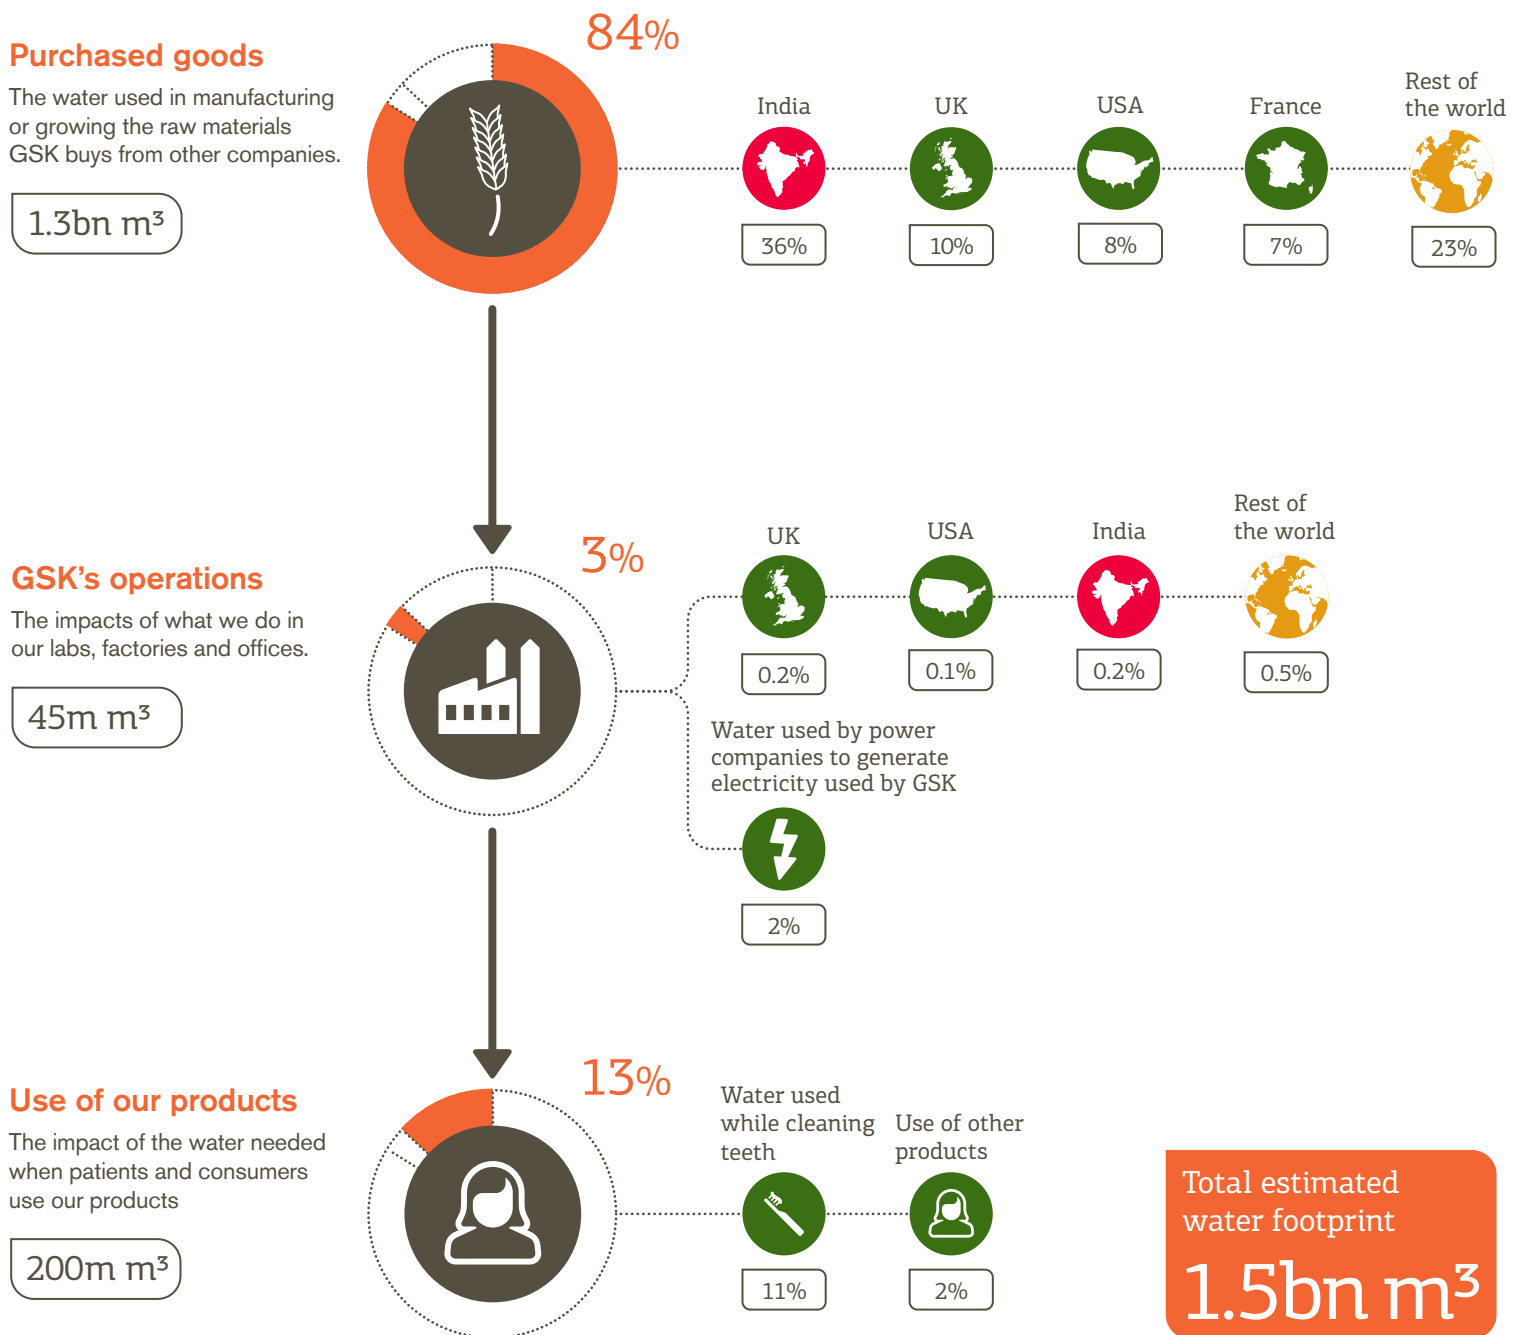 84%
Purchased goods
The water used in manufacturing
or growing the raw materials
GSK buys from other companies.
1.3bn m³
India
UK
USA
France
Rest of
the world
36%
10%
8%
7%
23%
3%
GSK's operations
The impacts of what we do in
our labs, factories and offices.
45m m³
UK
USA
India
Rest of
the world
0.2%
0.1%
0.2%
0.5%
Water used by power
companies to generate
electricity used by GSK
2%
13%
Use of our products
The impact of the water needed
when patients and consumers
use our products
200m m³
Water used
while cleaning
teeth
Use of other
products
11%
2%
Total estimated
water footprint
1.5bn m³